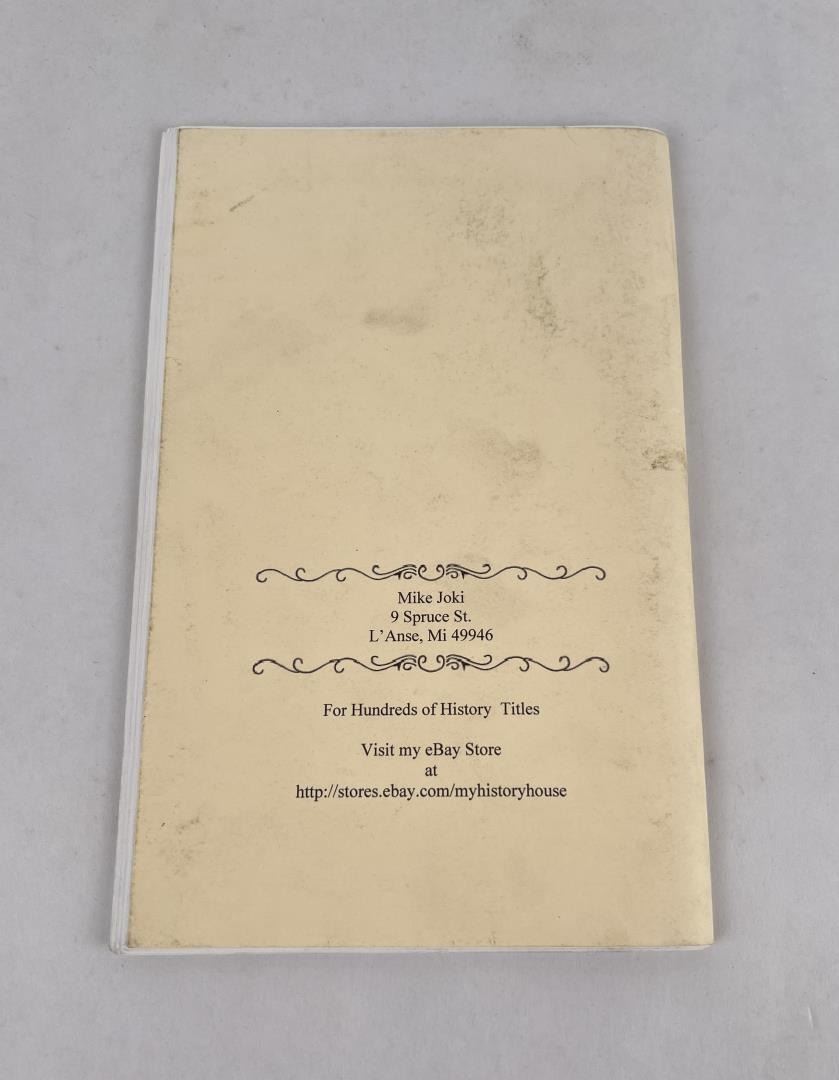 Mike Joki
9 Spruce St.
L’Anse, Mi 49946
For Hundreds of History  Titles
Visit my eBay Store
at
http://stores.ebay.com/myhistoryhouse